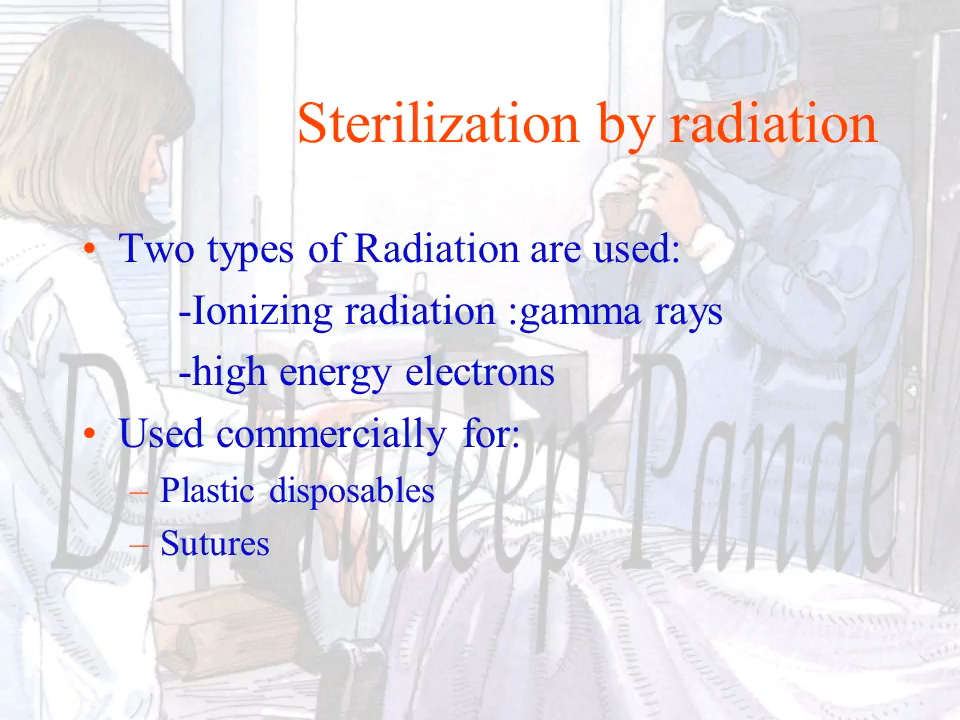 Sterilization by radiation
• Two types of Radiation are used:
-Ionizing radiation :gamma rays
-high energy electrons
• Used commercially for:
– Plastic disposables
– Sutures
Dr. Pradeep Pande